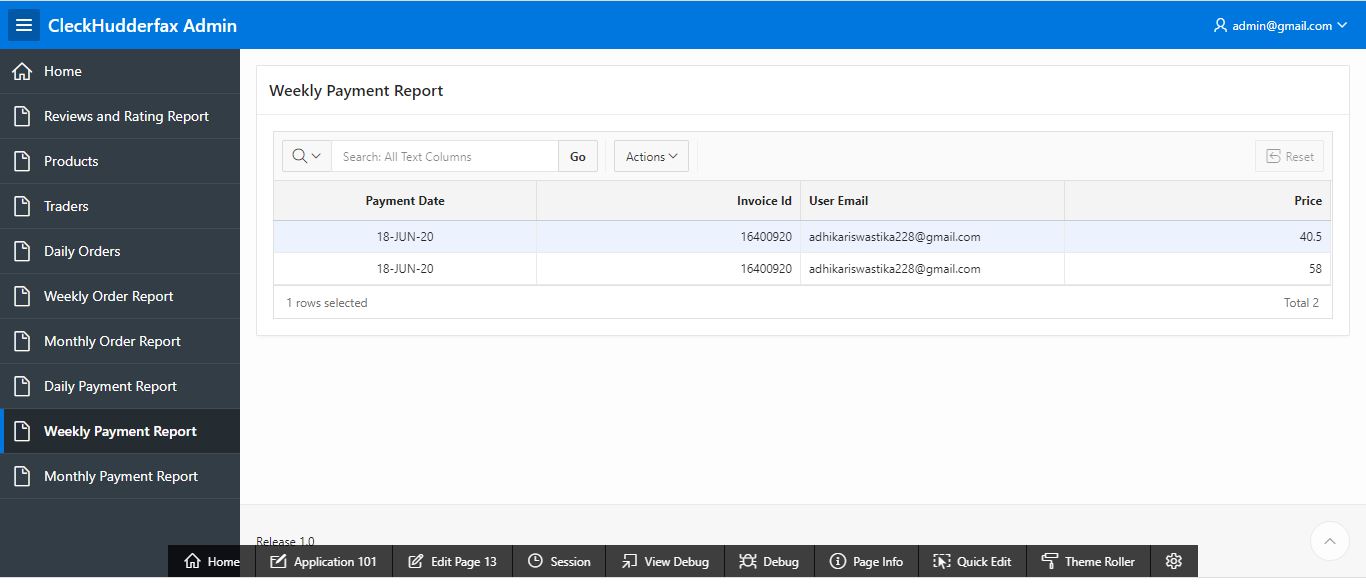 CleckHudderfax Admin
admin@gmail.com
Home
Reviews and Rating Report
Products
Traders
Daily Orders
Weekly Order Report
Monthly Order Report
Daily Payment Report
Weekly Payment Report
Monthly Payment Report
Weekly Payment Report
Search: All Text Columns Go Actions Reset
Payment Date Invoice Id User Email Price
18-JUN-20 16400920 adhikariswastika228@gmail.com 40.5
18-JUN-20 16400920 adhikariswastika228@gmail.com 58
1 rows selected Total 2
Release 1.0
Home Application 101 Edit Page 13 Session View Debug Debug Page Info Quick Edit Theme Roller